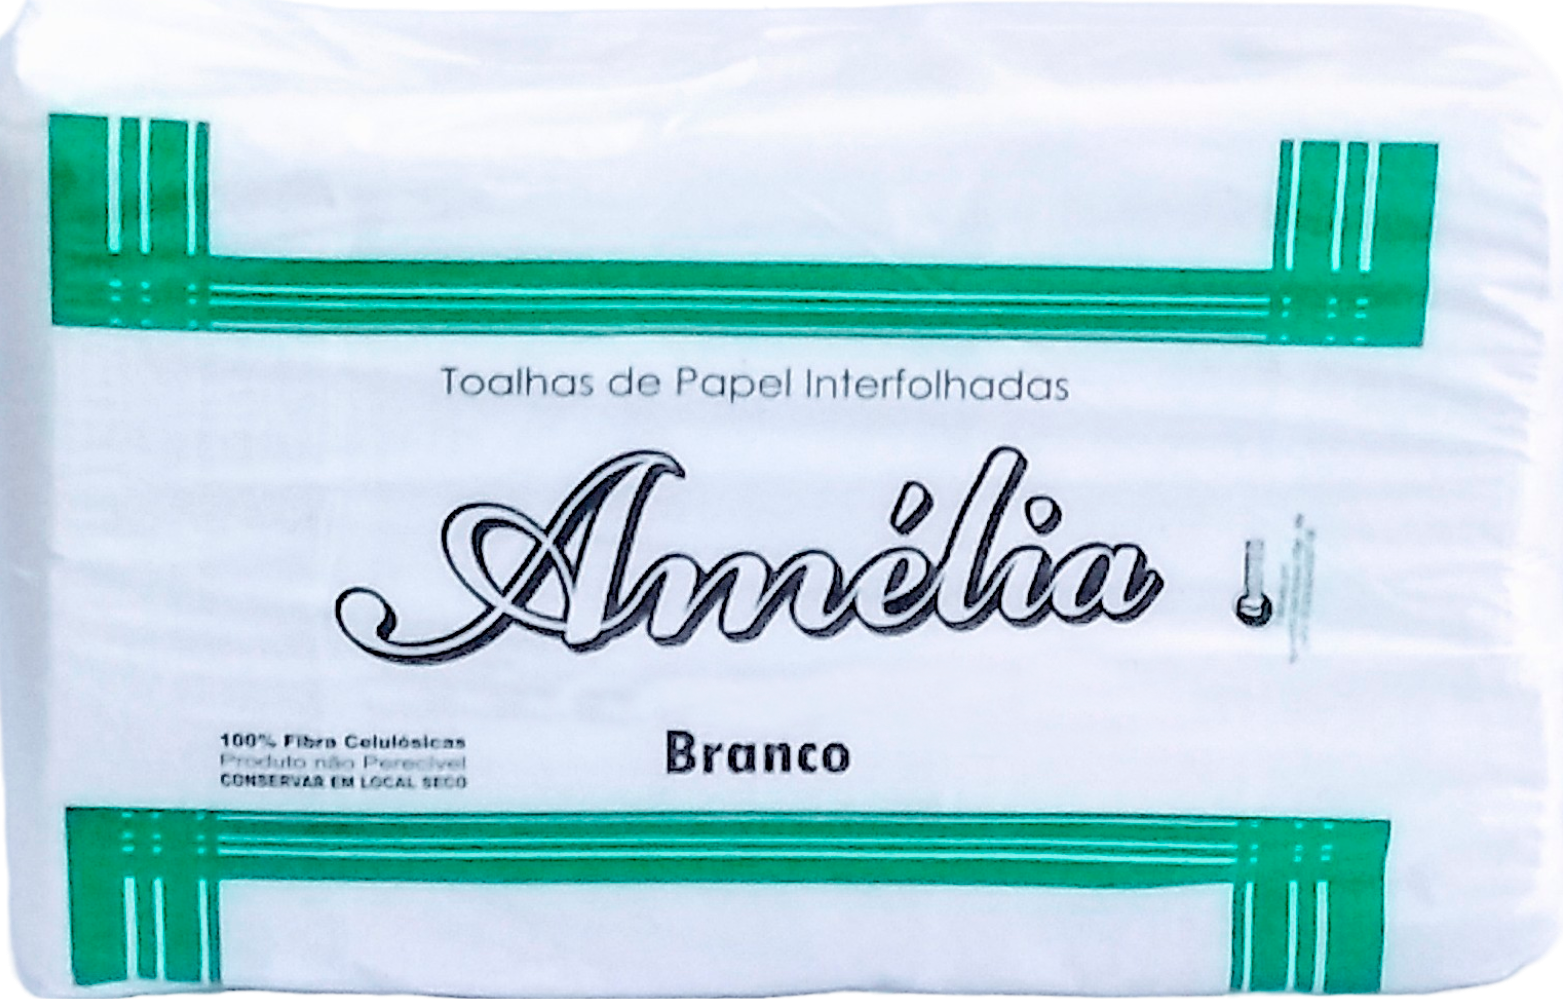 Toalhas de Papel Interfolhadas
Amélia
100% Fibra Celulósicas
Produto não Perecível
CONSERVAR EM LOCAL SECO
Branco